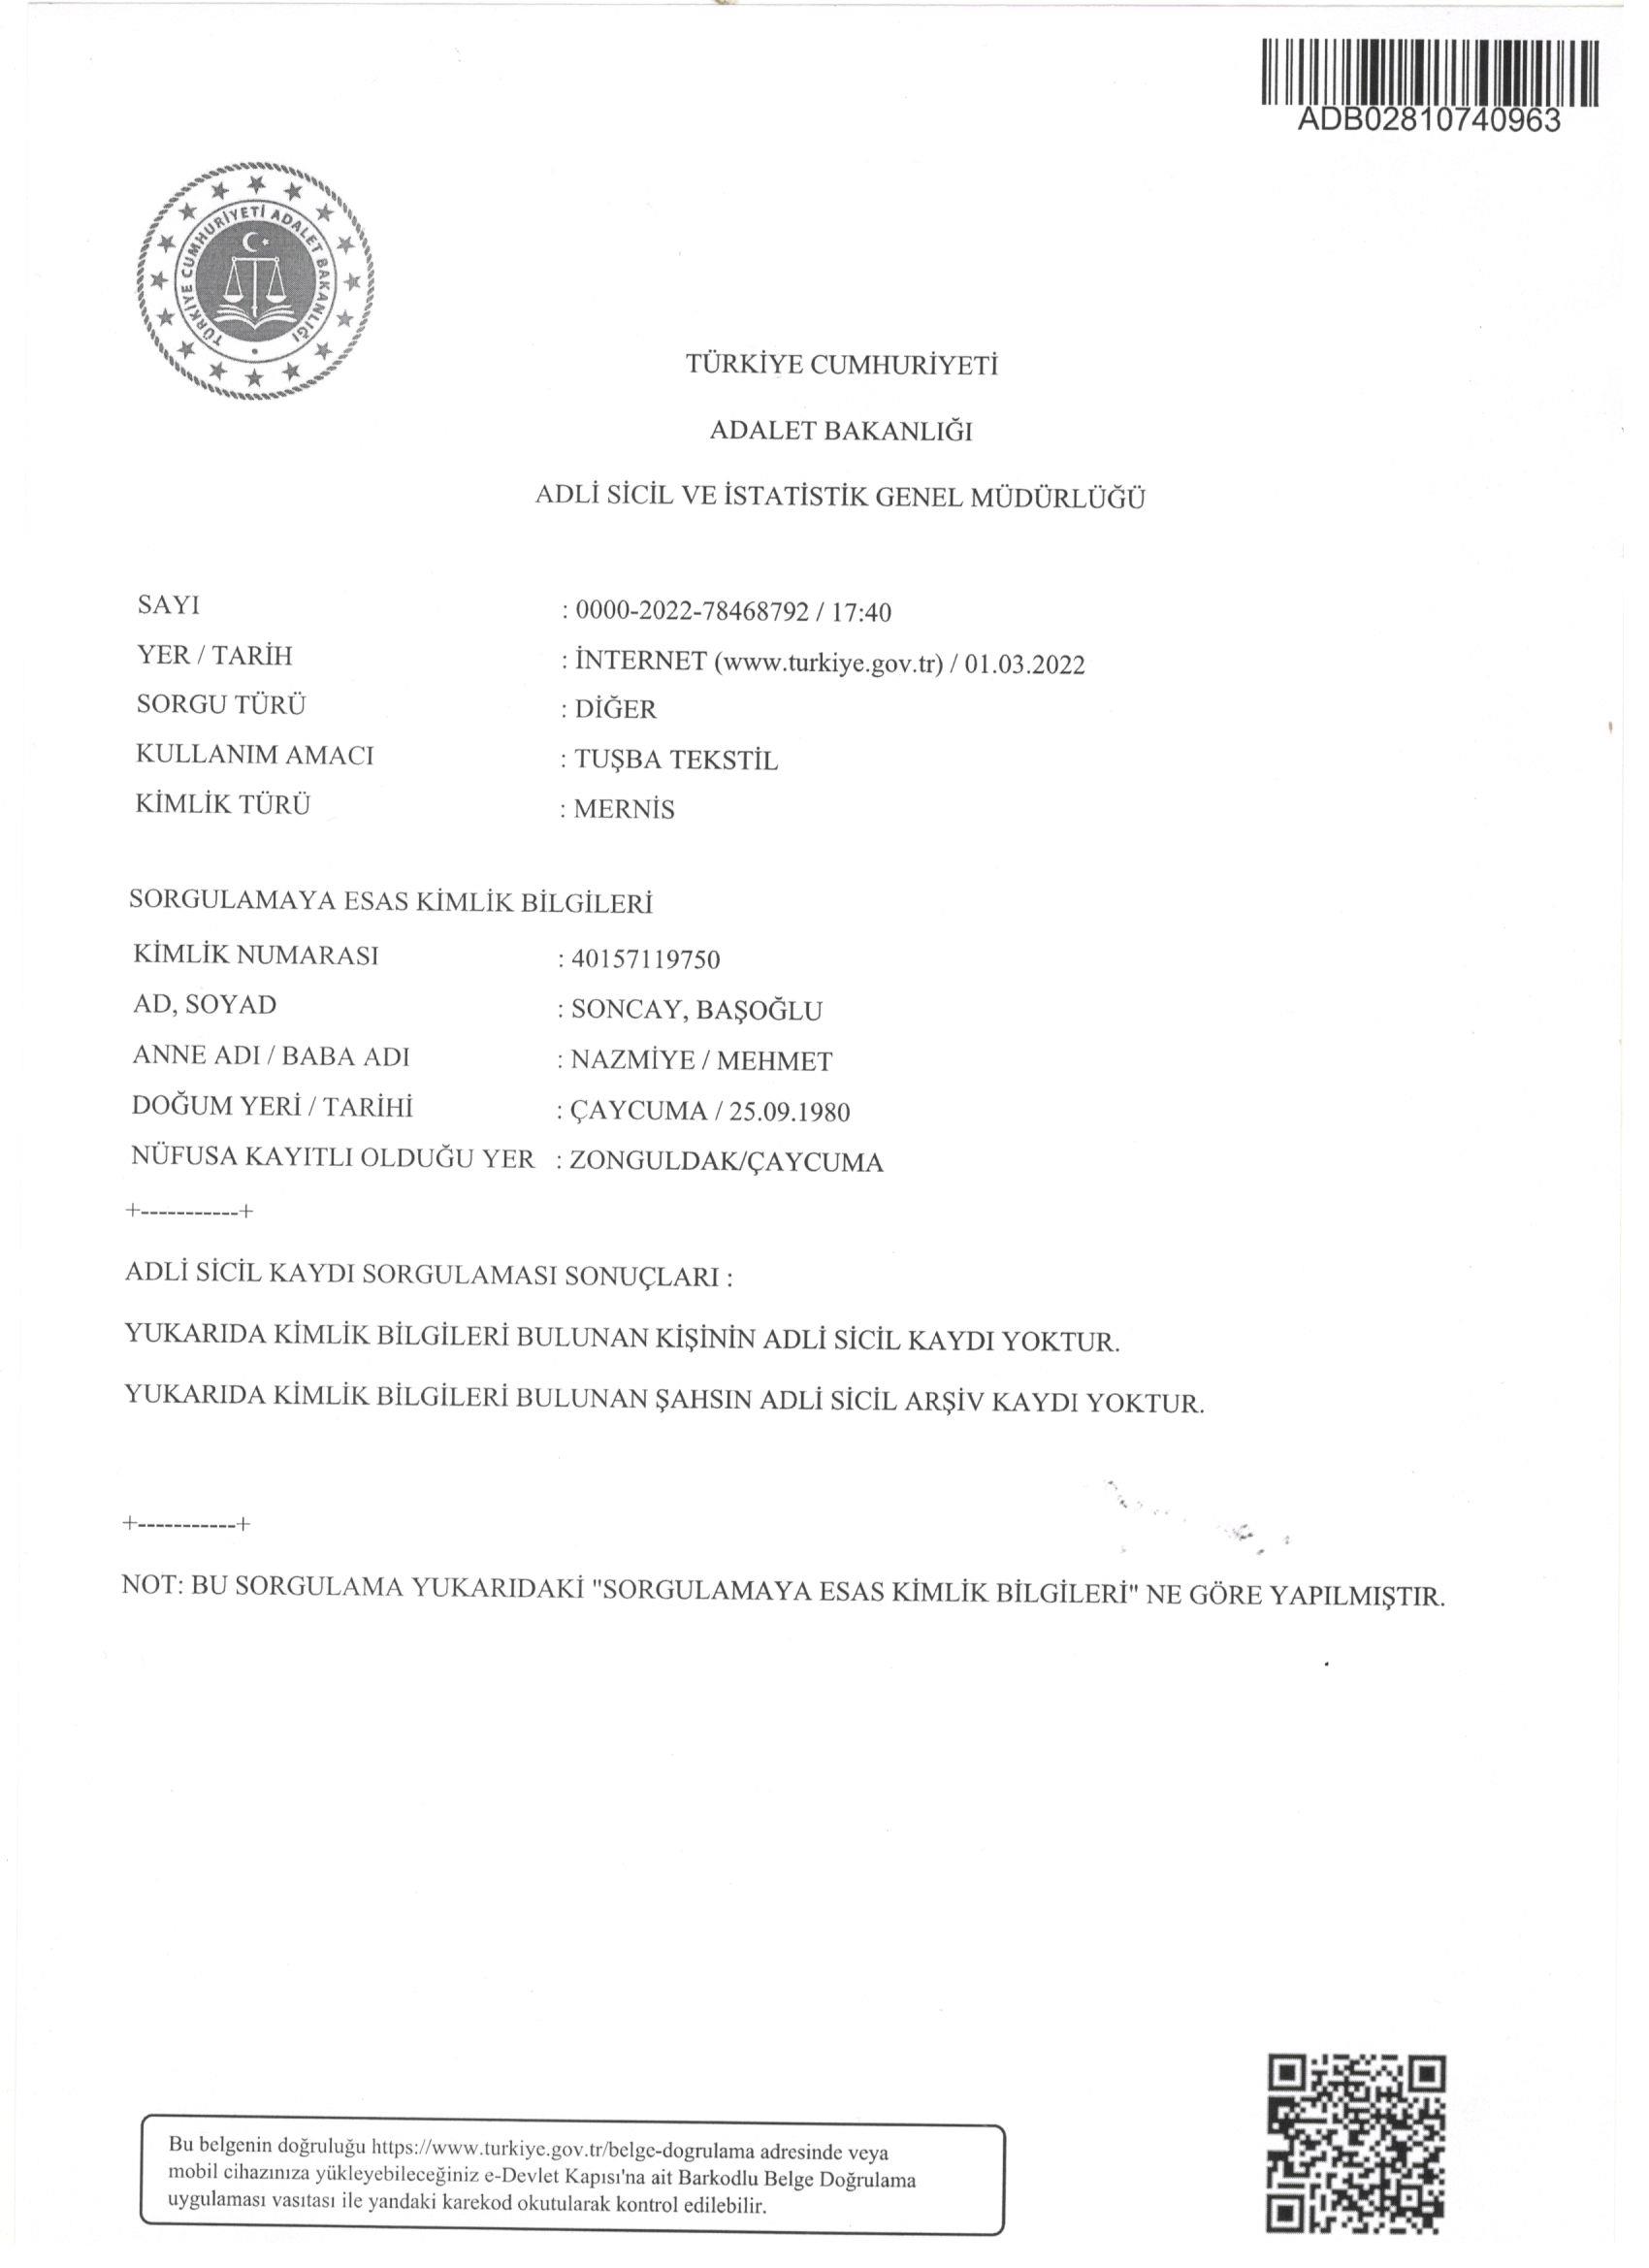 ADB02810740963
TÜRKİYE CUMHURİYETİ ADALET BAKANLIĞI
TÜRKİYE CUMHURİYETİ
ADALET BAKANLIĞI
ADLİ SİCİL VE İSTATİSTİK GENEL MÜDÜRLÜĞÜ
SAYI : 0000-2022-78468792 / 17:40
YER / TARİH : İNTERNET (www.turkiye.gov.tr) / 01.03.2022
SORGU TÜRÜ : DİĞER
KULLANIM AMACI : TUŞBA TEKSTİL
KİMLİK TÜRÜ : MERNİS
SORGULAMAYA ESAS KİMLİK BİLGİLERİ
KİMLİK NUMARASI : 40157119750
AD, SOYAD : SONCAY, BAŞOĞLU
ANNE ADI / BABA ADI : NAZMİYE / MEHMET
DOĞUM YERİ / TARİHİ : ÇAYCUMA / 25.09.1980
NÜFUSA KAYITLI OLDUĞU YER : ZONGULDAK/ÇAYCUMA
+-----------+
ADLİ SİCİL KAYDI SORGULAMASI SONUÇLARI :
YUKARIDA KİMLİK BİLGİLERİ BULUNAN KİŞİNİN ADLİ SİCİL KAYDI YOKTUR.
YUKARIDA KİMLİK BİLGİLERİ BULUNAN ŞAHSIN ADLİ SİCİL ARŞİV KAYDI YOKTUR.
+-----------+
NOT: BU SORGULAMA YUKARIDAKİ "SORGULAMAYA ESAS KİMLİK BİLGİLERİ" NE GÖRE YAPILMIŞTIR.
Bu belgenin doğruluğu https://www.turkiye.gov.tr/belge-dogrulama adresinde veya
mobil cihazınıza yükleyebileceğiniz e-Devlet Kapısı'na ait Barkodlu Belge Doğrulama
uygulaması vasıtası ile yandaki karekod okutularak kontrol edilebilir.